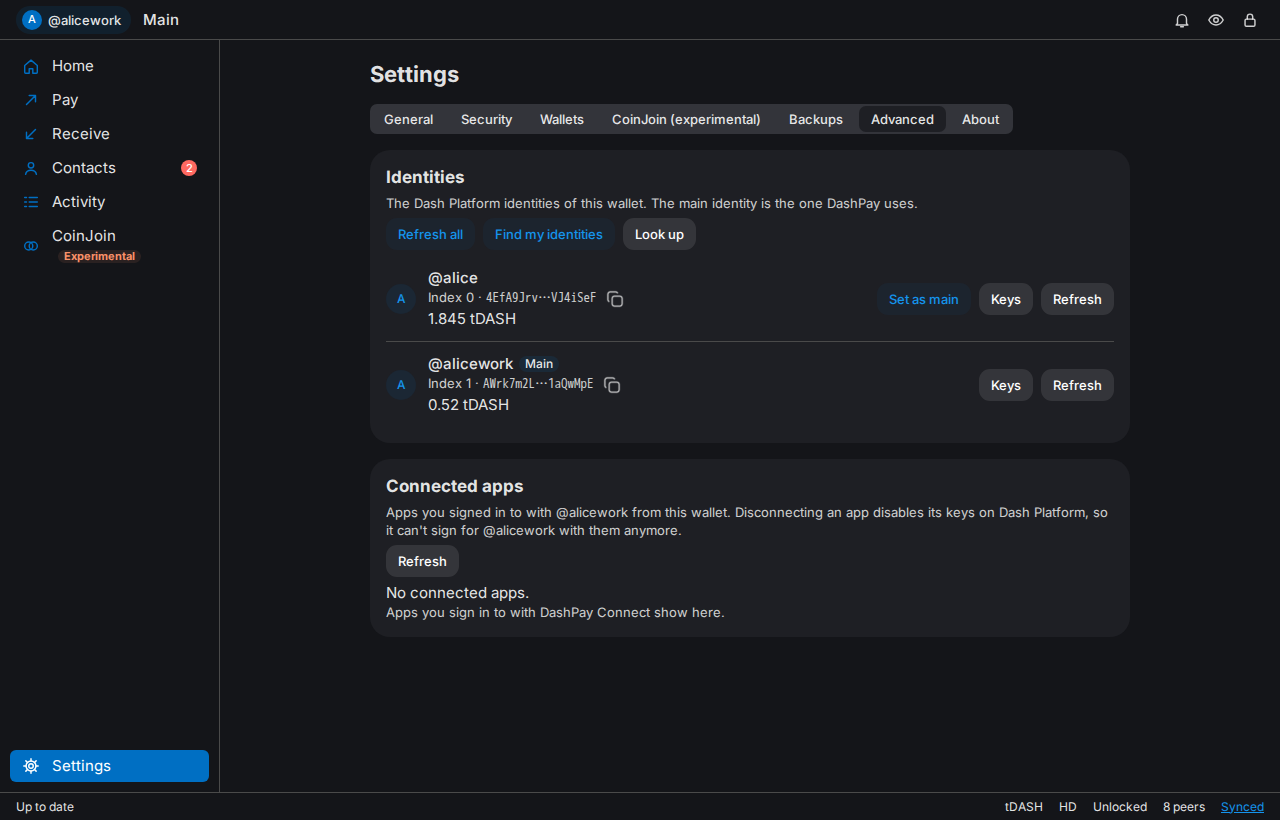 A @alicework Main
Home
Pay
Receive
Contacts 2
Activity
CoinJoin
Experimental
Settings
Settings
General Security Wallets CoinJoin (experimental) Backups Advanced About
Identities
The Dash Platform identities of this wallet. The main identity is the one DashPay uses.
Refresh all Find my identities Look up
A
@alice
Index 0 · 4EfA9Jrv⋯VJ4iSeF
1.845 tDASH
Set as main Keys Refresh
A
@alicework Main
Index 1 · AWrk7m2L⋯1aQwMpE
0.52 tDASH
Keys Refresh
Connected apps
Apps you signed in to with @alicework from this wallet. Disconnecting an app disables its keys on Dash Platform, so
it can't sign for @alicework with them anymore.
Refresh
No connected apps.
Apps you sign in to with DashPay Connect show here.
Up to date tDASH HD Unlocked 8 peers Synced